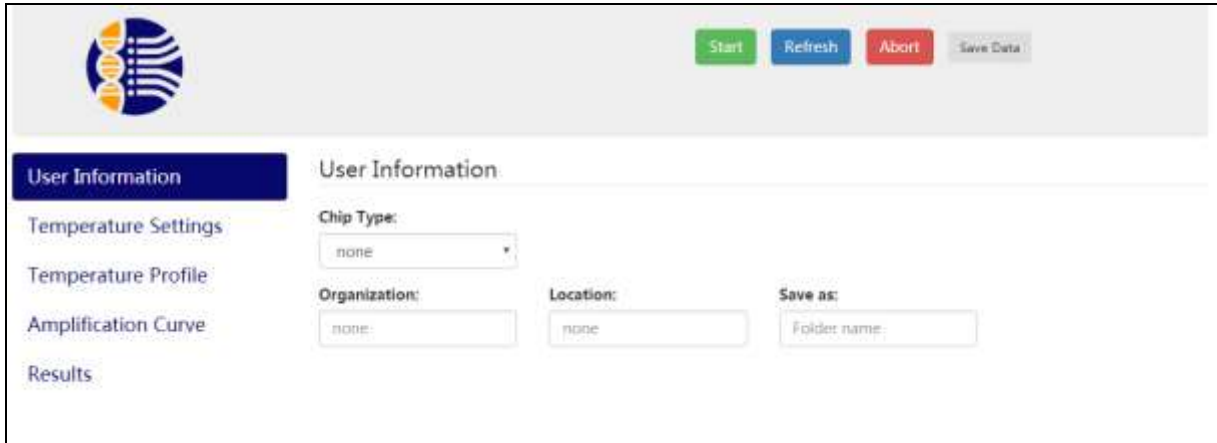 Start Refresh Abort Save Data
User Information
Temperature Settings
Temperature Profile
Amplification Curve
Results
User Information
Chip Type:
none
Organization: Location: Save as:
none none Folder name